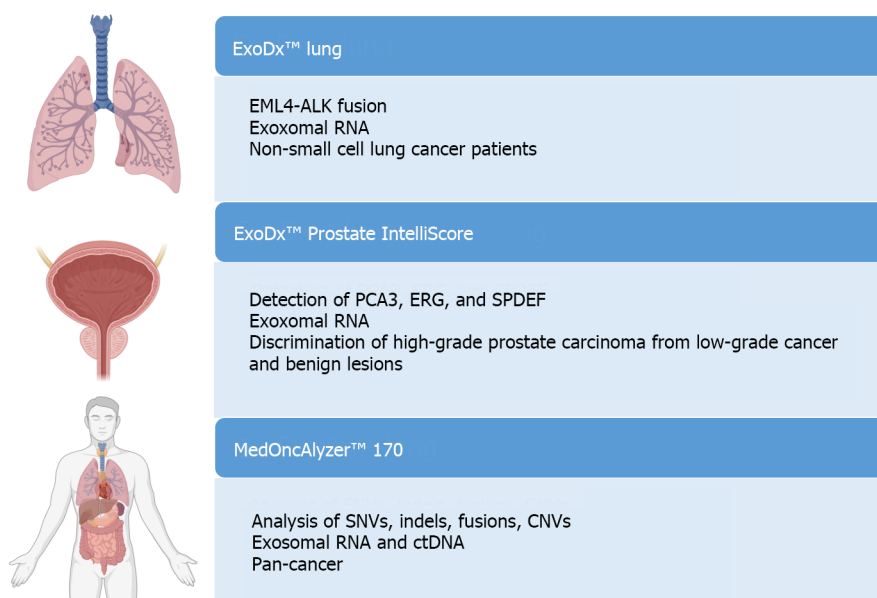 ExoDx™ lung
EML4-ALK fusion
Exoxomal RNA
Non-small cell lung cancer patients
ExoDx™ Prostate IntelliScore
Detection of PCA3, ERG, and SPDEF
Exoxomal RNA
Discrimination of high-grade prostate carcinoma from low-grade cancer
and benign lesions
MedOncAlyzer™ 170
Analysis of SNVs, indels, fusions, CNVs
Exosomal RNA and ctDNA
Pan-cancer